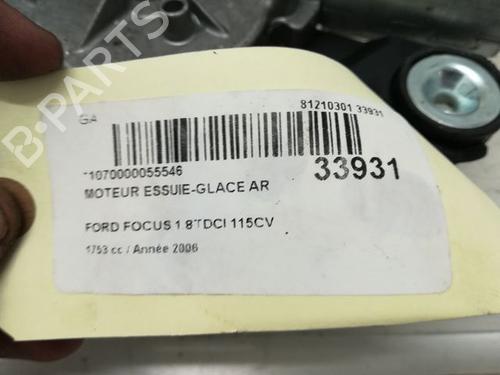 GA
81210301 33931
*1070000055546
33931
MOTEUR ESSUIE-GLACE AR
FORD FOCUS 1 8TDCI 115CV
1753 cc / Année 2006
B-PARTS